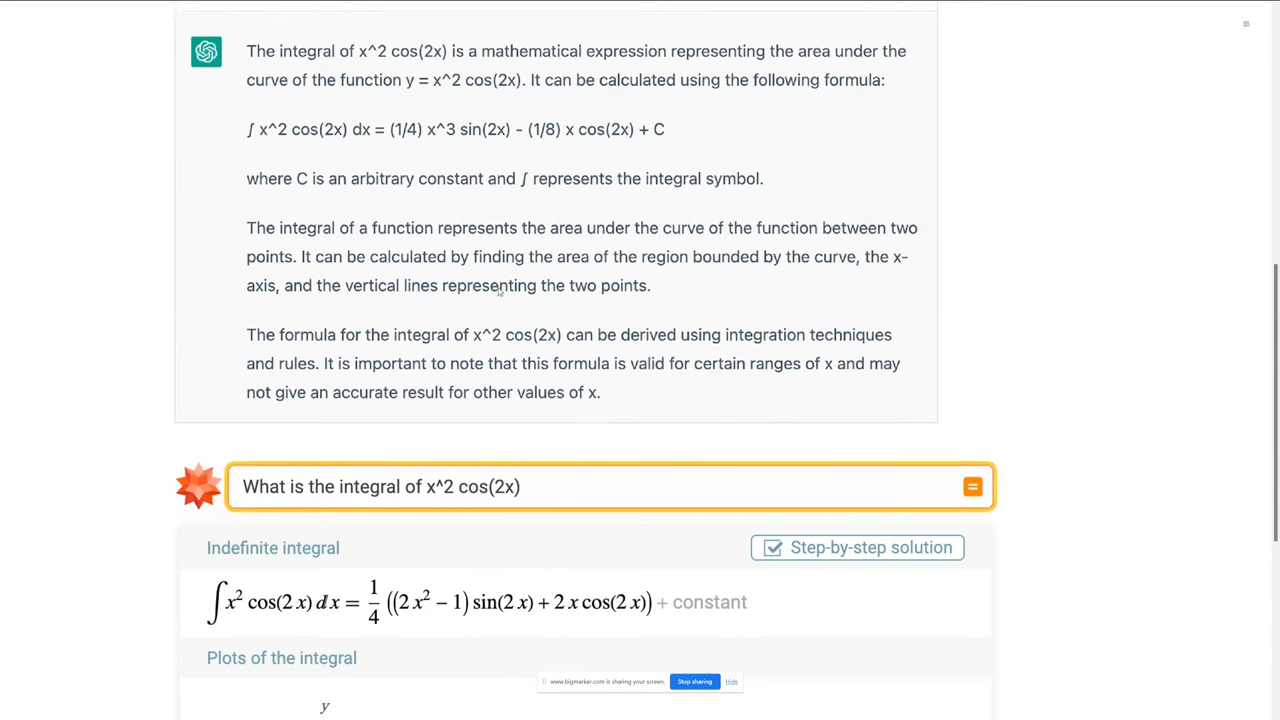 The integral of x^2 cos(2x) is a mathematical expression representing the area under the
curve of the function y = x^2 cos(2x). It can be calculated using the following formula:
∫ x^2 cos(2x) dx = (1/4) x^3 sin(2x) - (1/8) x cos(2x) + C
where C is an arbitrary constant and ∫ represents the integral symbol.
The integral of a function represents the area under the curve of the function between two
points. It can be calculated by finding the area of the region bounded by the curve, the x-
axis, and the vertical lines representing the two points.
The formula for the integral of x^2 cos(2x) can be derived using integration techniques
and rules. It is important to note that this formula is valid for certain ranges of x and may
not give an accurate result for other values of x.
What is the integral of x^2 cos(2x)
=
Indefinite integral
Step-by-step solution
∫ x² cos(2 x) dx = 1/4 ((2 x² − 1) sin(2 x) + 2 x cos(2 x)) + constant
Plots of the integral
www.bigmarker.com is sharing your screen. Stop sharing Hide
y